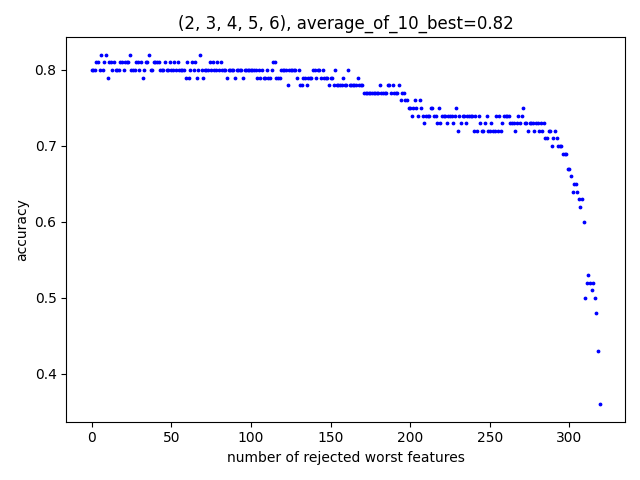 (2, 3, 4, 5, 6), average_of_10_best=0.82
0.8
0.7
0.6
0.5
0.4
accuracy
0 50 100 150 200 250 300
number of rejected worst features